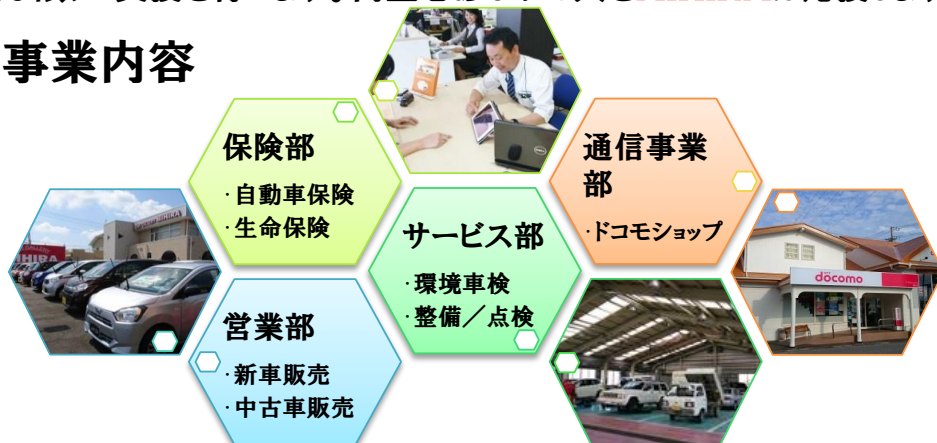 事業内容
保険部
・自動車保険
・生命保険
通信事業
部
・ドコモショップ
サービス部
・環境車検
・整備／点検
営業部
・新車販売
・中古車販売
döcomo
DELL